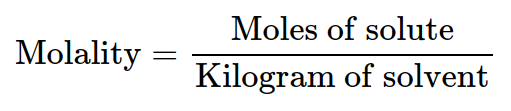 Molality = Moles of solute
Kilogram of solvent